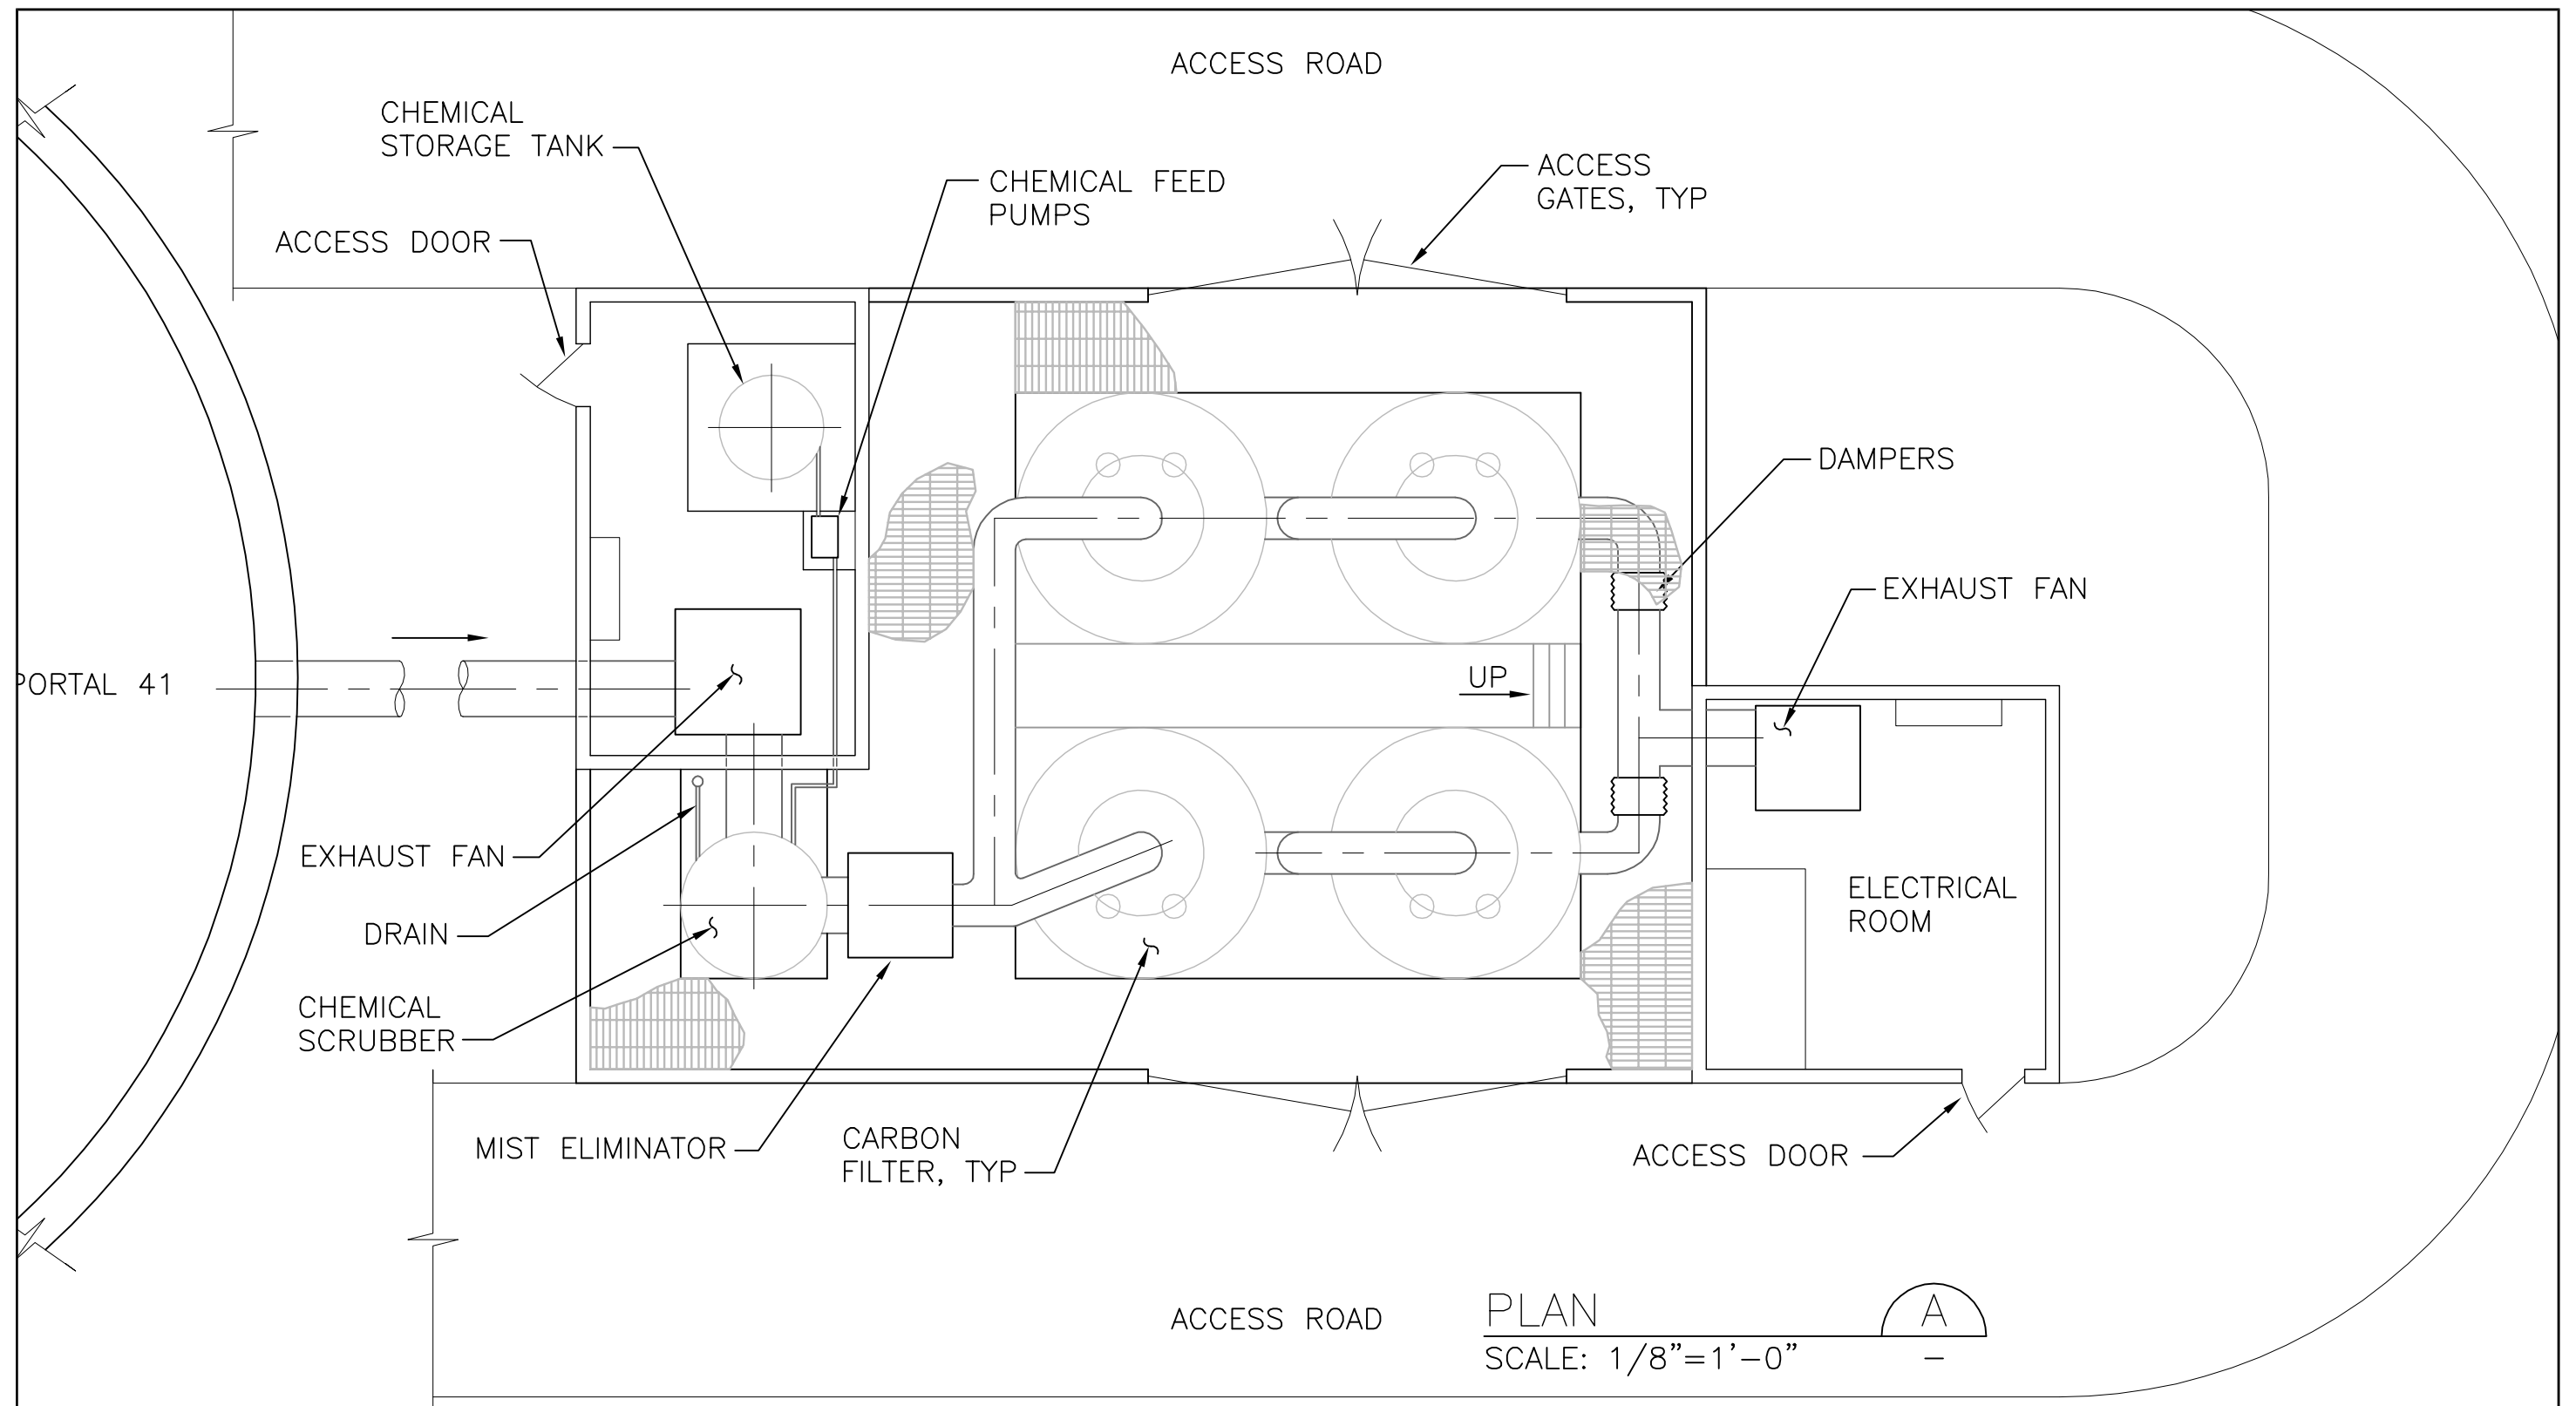 ACCESS ROAD
CHEMICAL
STORAGE TANK
ACCESS
GATES, TYP
CHEMICAL FEED
PUMPS
ACCESS DOOR
DAMPERS
EXHAUST FAN
PORTAL 41
UP
EXHAUST FAN
ELECTRICAL
ROOM
DRAIN
CHEMICAL
SCRUBBER
MIST ELIMINATOR
CARBON
FILTER, TYP
ACCESS DOOR
ACCESS ROAD
PLAN
A
SCALE: 1/8"=1'-0"
-